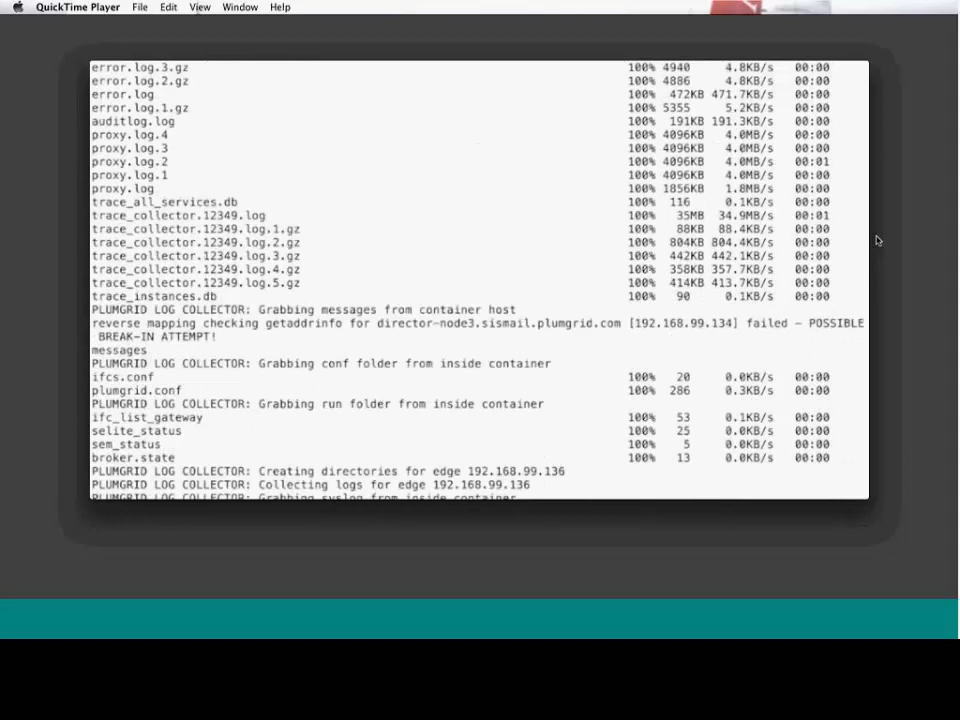 QuickTime Player File Edit View Window Help
error.log.3.gz 100% 4940 4.8KB/s 00:00
error.log.2.gz 100% 4886 4.8KB/s 00:00
error.log 100% 472KB 471.7KB/s 00:00
error.log.1.gz 100% 5355 5.2KB/s 00:00
auditlog.log 100% 191KB 191.3KB/s 00:00
proxy.log.4 100% 4096KB 4.0MB/s 00:00
proxy.log.3 100% 4096KB 4.0MB/s 00:00
proxy.log.2 100% 4096KB 4.0MB/s 00:01
proxy.log.1 100% 4096KB 4.0MB/s 00:00
proxy.log 100% 1856KB 1.8MB/s 00:00
trace_all_services.db 100% 116 0.1KB/s 00:00
trace_collector.12349.log 100% 35MB 34.9MB/s 00:01
trace_collector.12349.log.1.gz 100% 88KB 88.4KB/s 00:00
trace_collector.12349.log.2.gz 100% 804KB 804.4KB/s 00:00
trace_collector.12349.log.3.gz 100% 442KB 442.1KB/s 00:00
trace_collector.12349.log.4.gz 100% 358KB 357.7KB/s 00:00
trace_collector.12349.log.5.gz 100% 414KB 413.7KB/s 00:00
trace_instances.db 100% 90 0.1KB/s 00:00
PLUMGRID LOG COLLECTOR: Grabbing messages from container host
reverse mapping checking getaddrinfo for director-node3.sismail.plumgrid.com [192.168.99.134] failed - POSSIBLE
BREAK-IN ATTEMPT!
messages
PLUMGRID LOG COLLECTOR: Grabbing conf folder from inside container
ifcs.conf 100% 20 0.0KB/s 00:00
plumgrid.conf 100% 286 0.3KB/s 00:00
PLUMGRID LOG COLLECTOR: Grabbing run folder from inside container
ifc_list_gateway 100% 53 0.1KB/s 00:00
selite_status 100% 25 0.0KB/s 00:00
sem_status 100% 5 0.0KB/s 00:00
broker.state 100% 13 0.0KB/s 00:00
PLUMGRID LOG COLLECTOR: Creating directories for edge 192.168.99.136
PLUMGRID LOG COLLECTOR: Collecting logs for edge 192.168.99.136
PLUMGRID LOG COLLECTOR: Grabbing syslog from inside container